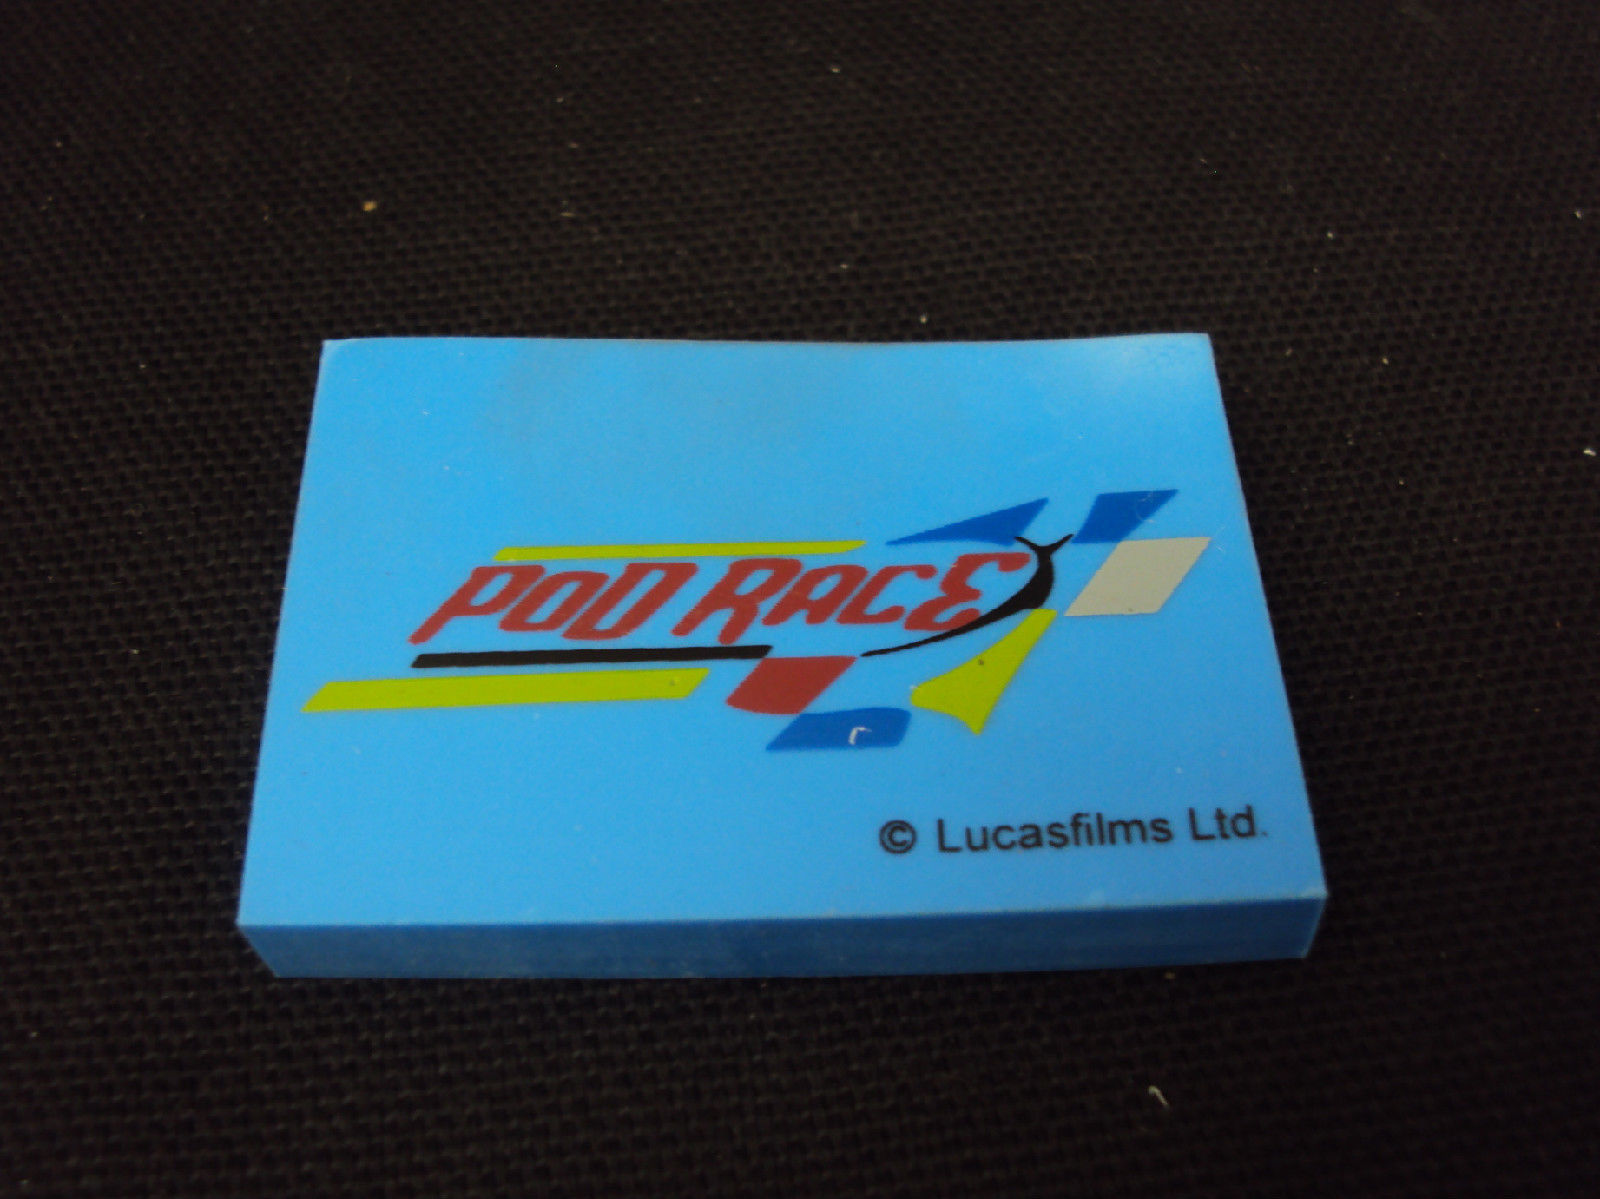 POD RACE
© Lucasfilms Ltd.